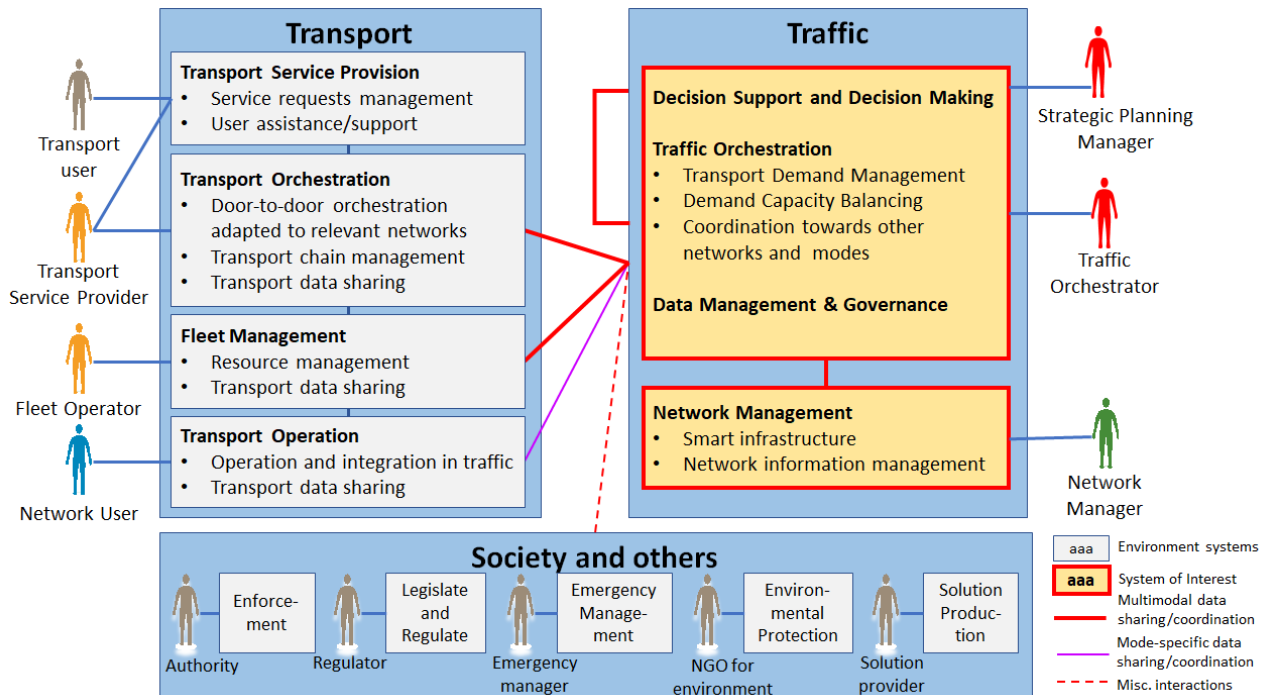 Transport
Transport Service Provision
• Service requests management
• User assistance/support
Transport Orchestration
• Door-to-door orchestration
adapted to relevant networks
• Transport chain management
• Transport data sharing
Fleet Management
• Resource management
• Transport data sharing
Transport Operation
• Operation and integration in traffic
• Transport data sharing
Transport
user
Transport
Service Provider
Fleet Operator
Network User
Traffic
Decision Support and Decision Making
Traffic Orchestration
• Transport Demand Management
• Demand Capacity Balancing
• Coordination towards other
networks and modes
Data Management & Governance
Network Management
• Smart infrastructure
• Network information management
Strategic Planning
Manager
Traffic
Orchestrator
Network
Manager
Society and others
Authority
Enforce-
ment
Regulator
Legislate
and
Regulate
Emergency
manager
Emergency
Manage-
ment
NGO for
environment
Environ-
mental
Protection
Solution
provider
Solution
Produc-
tion
aaa Environment systems
aaa System of Interest
Multimodal data
sharing/coordination
Mode-specific data
sharing/coordination
Misc. interactions